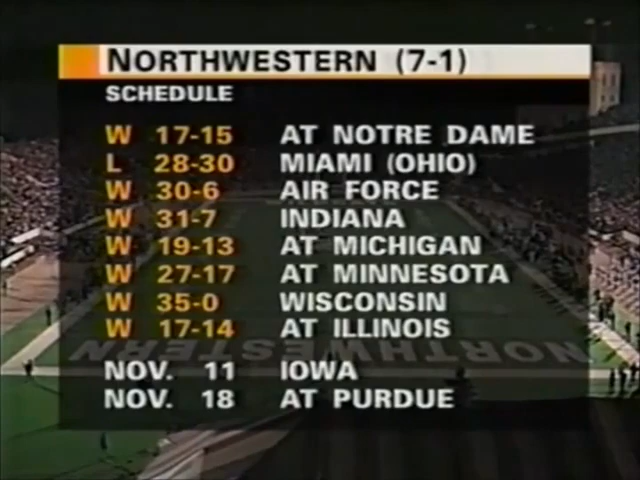 NORTHWESTERN (7-1)
SCHEDULE
W 17-15 AT NOTRE DAME
L 28-30 MIAMI (OHIO)
W 30-6 AIR FORCE
W 31-7 INDIANA
W 19-13 AT MICHIGAN
W 27-17 AT MINNESOTA
W 35-0 WISCONSIN
W 17-14 AT ILLINOIS
NORTHWESTERN NORTHWES
NOV. 11 IOWA
NOV. 18 AT PURDUE